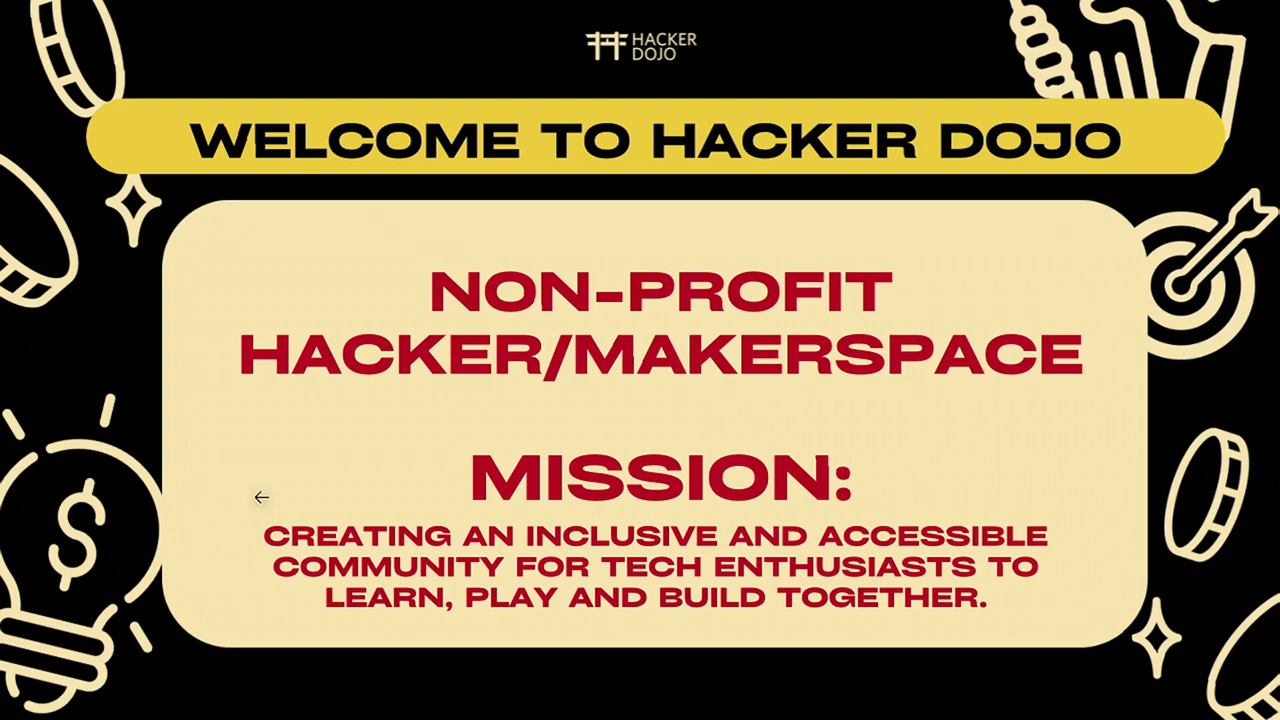 HACKER
DOJO
WELCOME TO HACKER DOJO
NON-PROFIT
HACKER/MAKERSPACE
MISSION:
CREATING AN INCLUSIVE AND ACCESSIBLE
COMMUNITY FOR TECH ENTHUSIASTS TO
LEARN, PLAY AND BUILD TOGETHER.
$